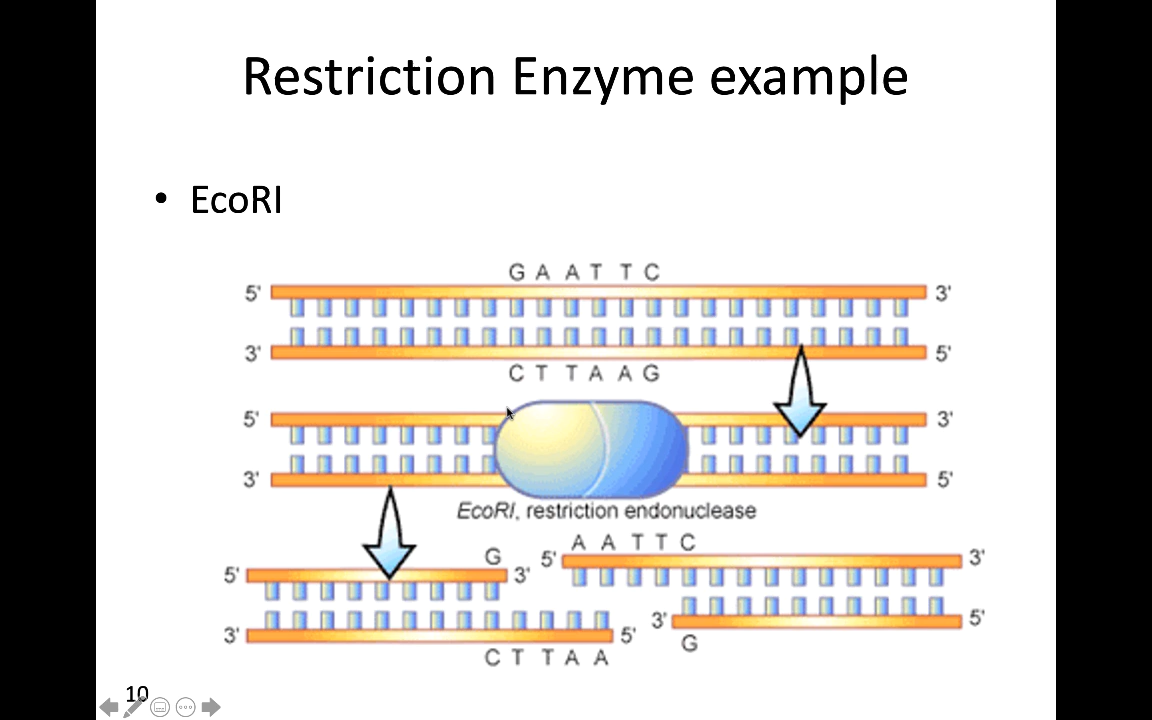 Restriction Enzyme example
• EcoRI
G A A T T C
5' 3'
3' 5'
C T T A A G
5' 3'
3' 5'
EcoRI, restriction endonuclease
A A T T C
G 5' 3'
5' 3'
3' 5' 3' 5'
G
C T T A A
10